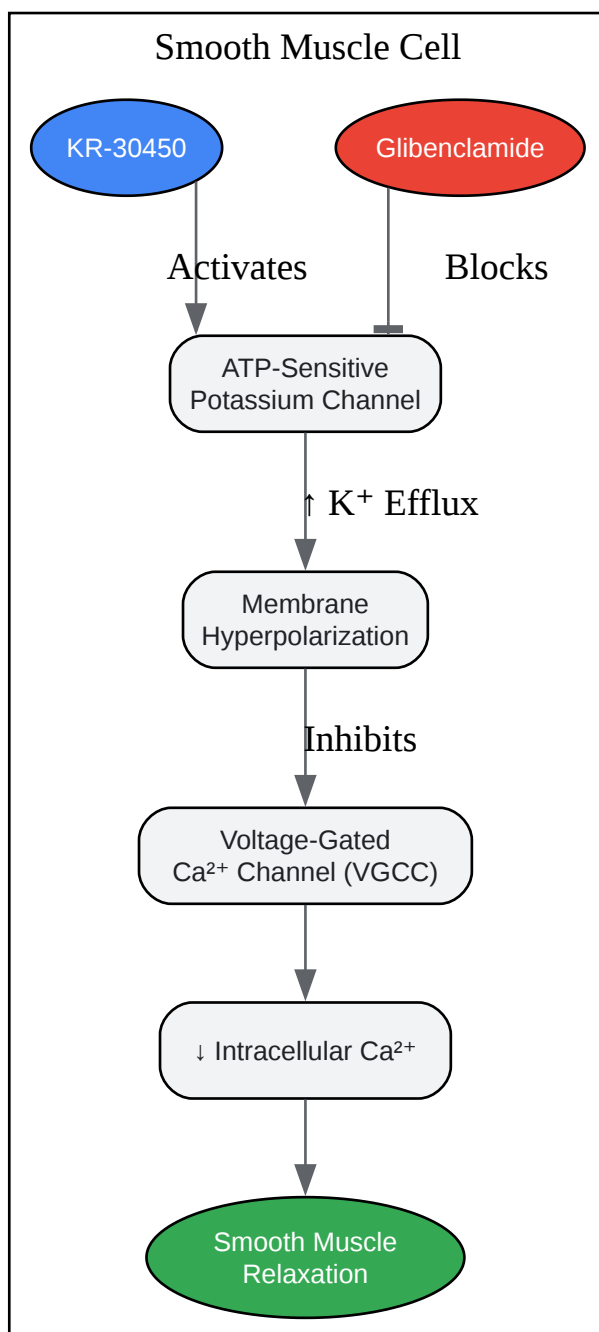 Smooth Muscle Cell
KR-30450
Glibenclamide
Activates
Blocks
ATP-Sensitive
Potassium Channel
↑ K⁺ Efflux
Membrane
Hyperpolarization
Inhibits
Voltage-Gated
Ca²⁺ Channel (VGCC)
↓ Intracellular Ca²⁺
Smooth Muscle
Relaxation